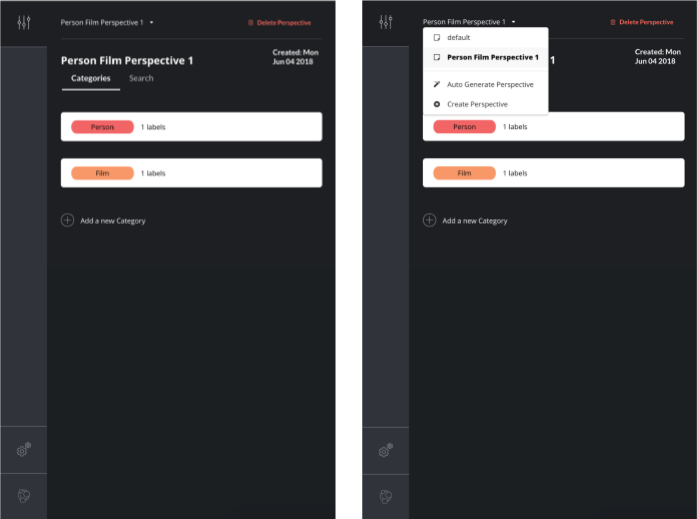 Person Film Perspective 1
Delete Perspective
Person Film Perspective 1
Created: Mon
Jun 04 2018
Categories
Search
Person
1 labels
Film
1 labels
Add a new Category
Person Film Perspective 1
Delete Perspective
default
Person Film Perspective 1
1
Created: Mon
Jun 04 2018
Auto Generate Perspective
Create Perspective
Person
1 labels
Film
1 labels
Add a new Category